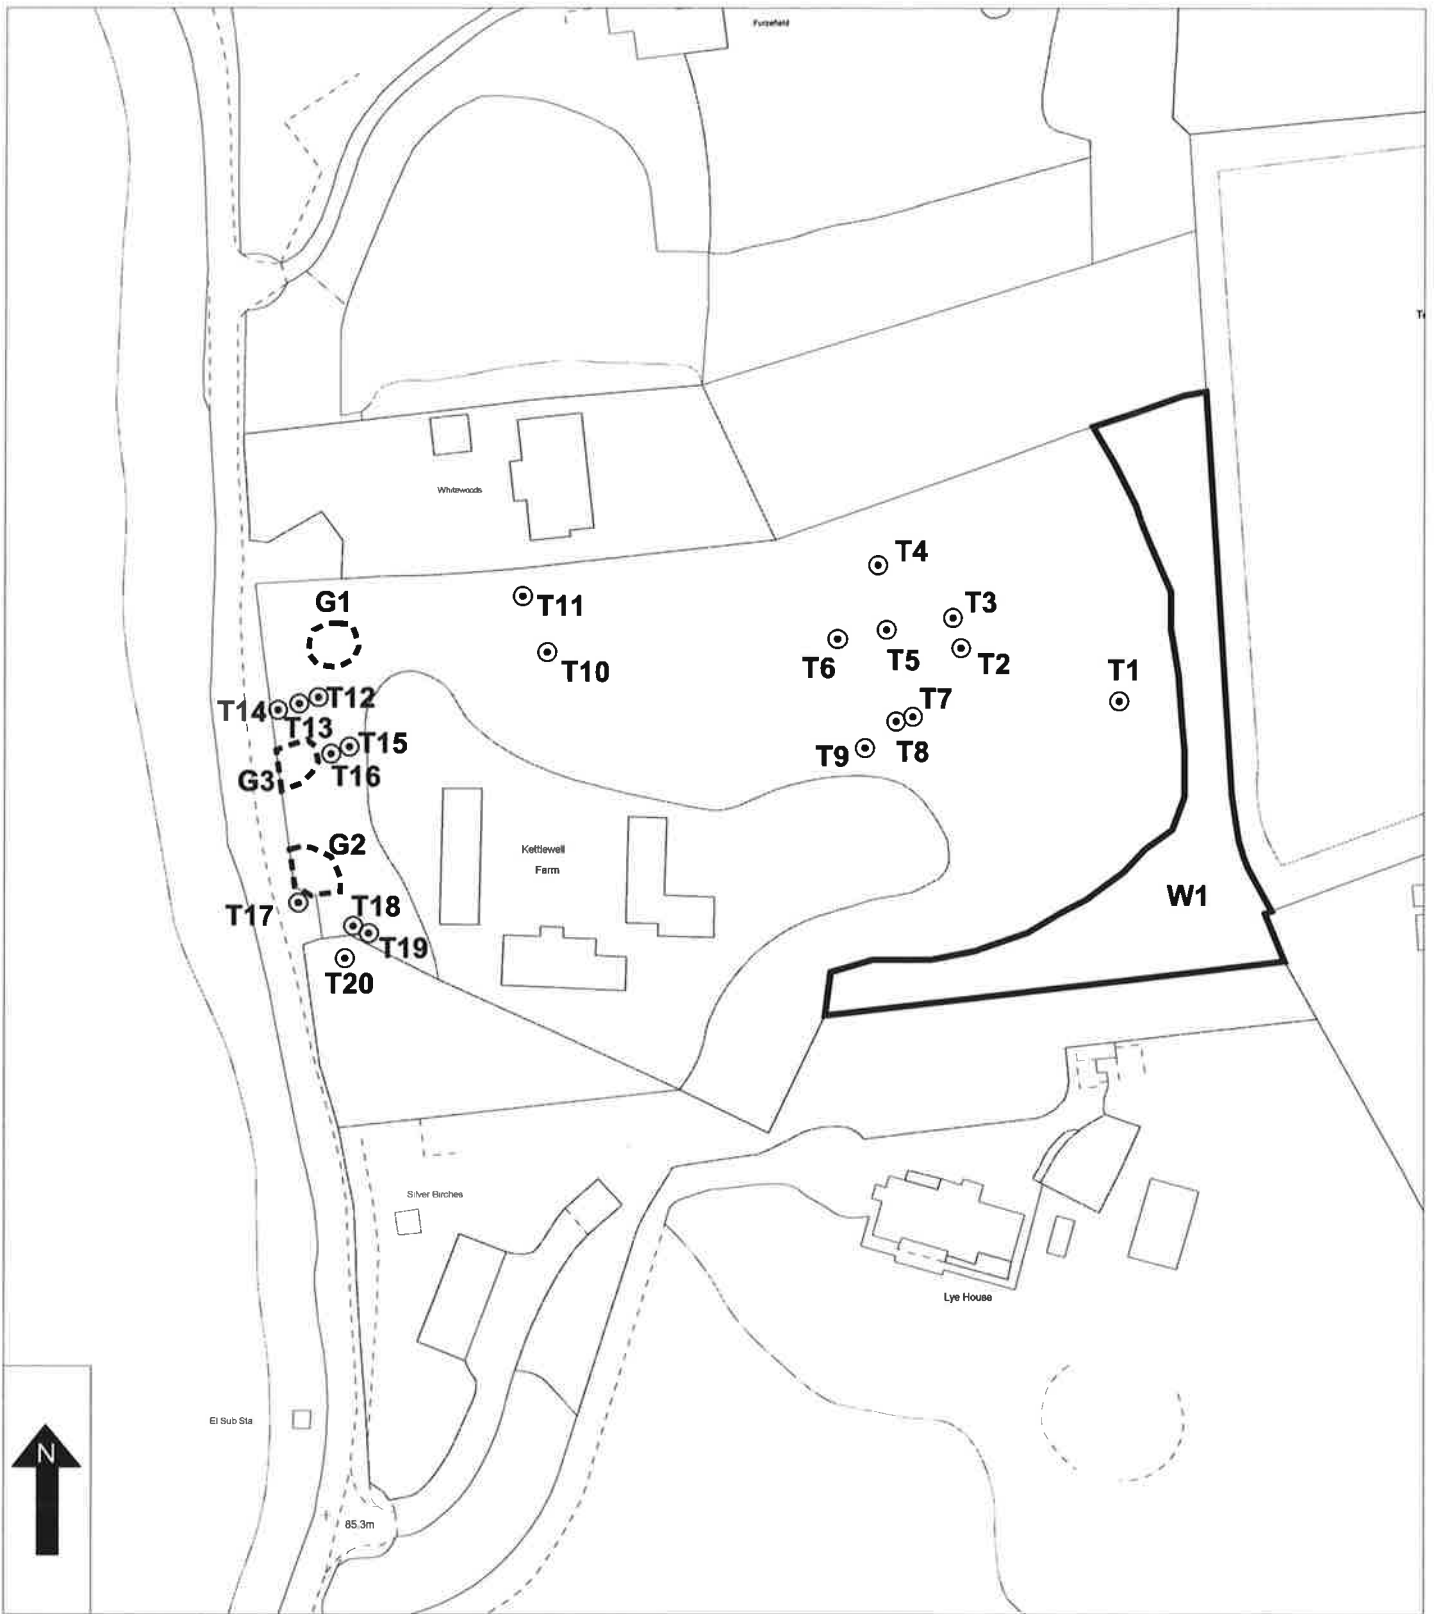 Furzefield
Whitewoods
T4
G1
T11
T3
T6
T5
T2
T10
T1
T12
T14
T13
T7
T15
T8
T9
T16
G3
G2
Kettlewell
Farm
W1
T18
T17
T19
T20
Silver Birches
Lye House
El Sub Sta
N
85.3m